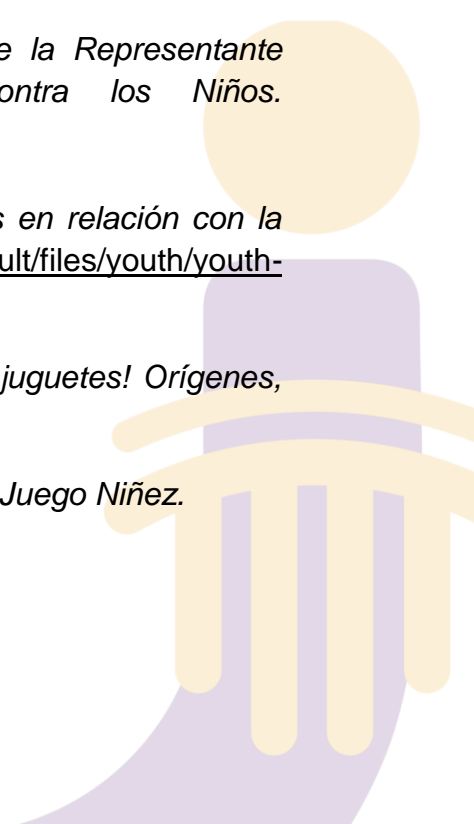 e la Representante
ontra los Niños.
s en relación con la
ult/files/youth/youth-
juguetes! Orígenes,
Juego Niñez.